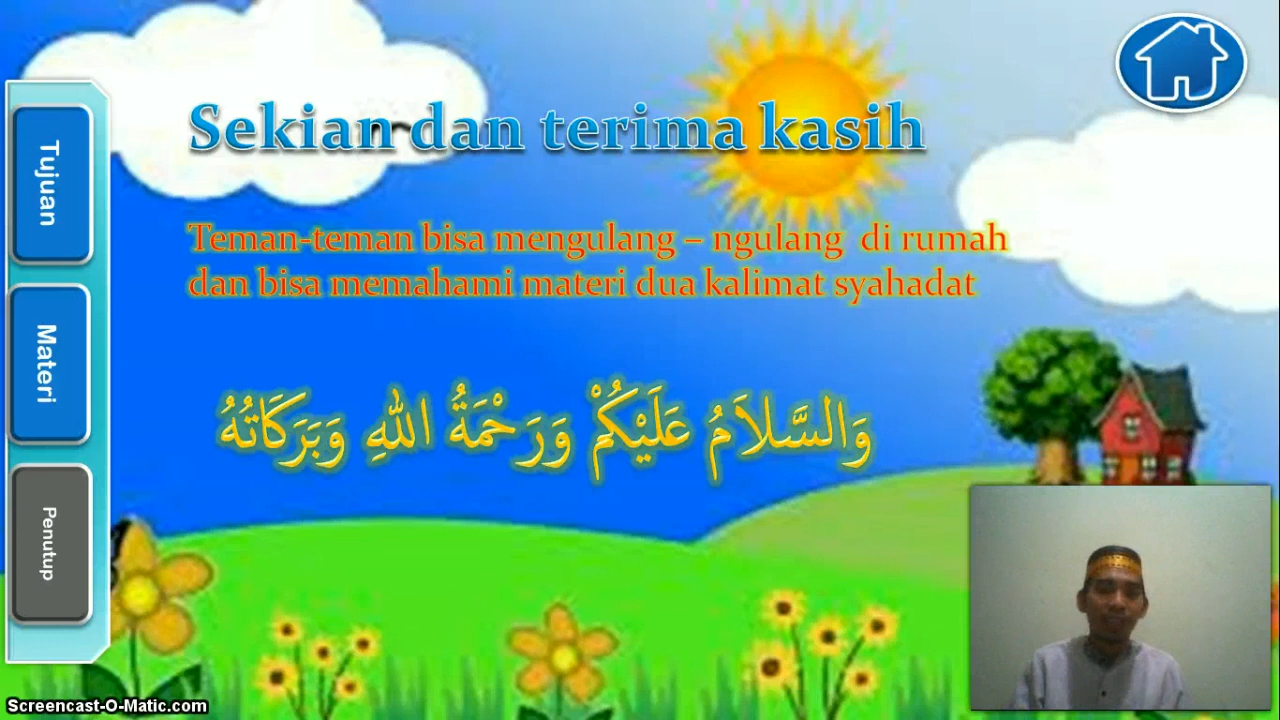 Sekian dan terima kasih
Teman-teman bisa mengulang – ngulang di rumah
dan bisa memahami materi dua kalimat syahadat
وَالسَّلاَمُ عَلَيْكُمْ وَرَحْمَةُ اللهِ وَبَرَكَاتُهُ
Tujuan
Materi
Penutup
Screencast-O-Matic.com